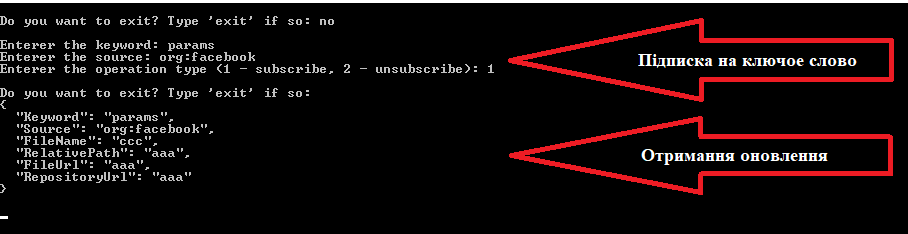 Do you want to exit? Type 'exit' if so: no
Enterer the keyword: params
Enterer the source: org:facebook
Enterer the operation type (1 - subscribe, 2 - unsubscribe): 1
Підписка на ключое слово
Do you want to exit? Type 'exit' if so:
{
"Keyword": "params",
"Source": "org:facebook",
"FileName": "ccc",
"RelativePath": "aaa",
"FileUrl": "aaa",
"RepositoryUrl": "aaa"
}
Отримання оновлення